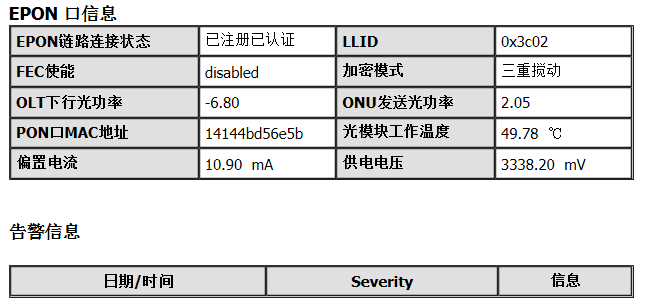 EPON 口信息
EPON链路连接状态 已注册已认证 LLID 0x3c02
FEC使能 disabled 加密模式 三重搅动
OLT下行光功率 -6.80 ONU发送光功率 2.05
PON口MAC地址 14144bd56e5b 光模块工作温度 49.78 ℃
偏置电流 10.90 mA 供电电压 3338.20 mV
告警信息
日期/时间 Severity 信息